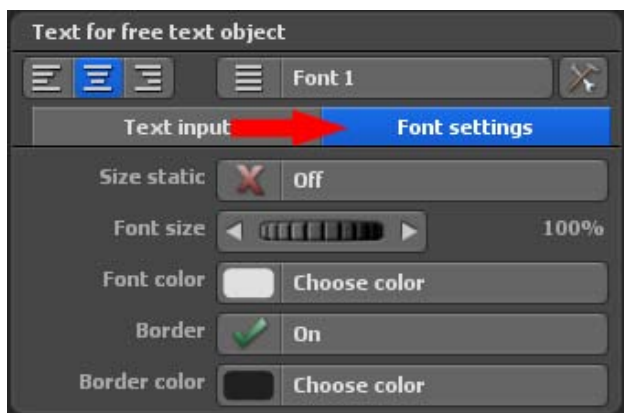 Text for free text object
Font 1
Text input Font settings
Size static Off
Font size 100%
Font color Choose color
Border On
Border color Choose color